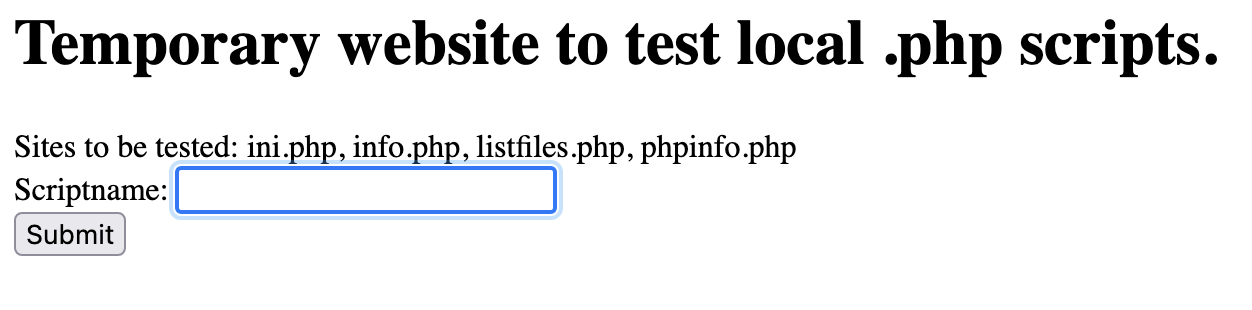 Temporary website to test local .php scripts.
Sites to be tested: ini.php, info.php, listfiles.php, phpinfo.php
Scriptname:
Submit